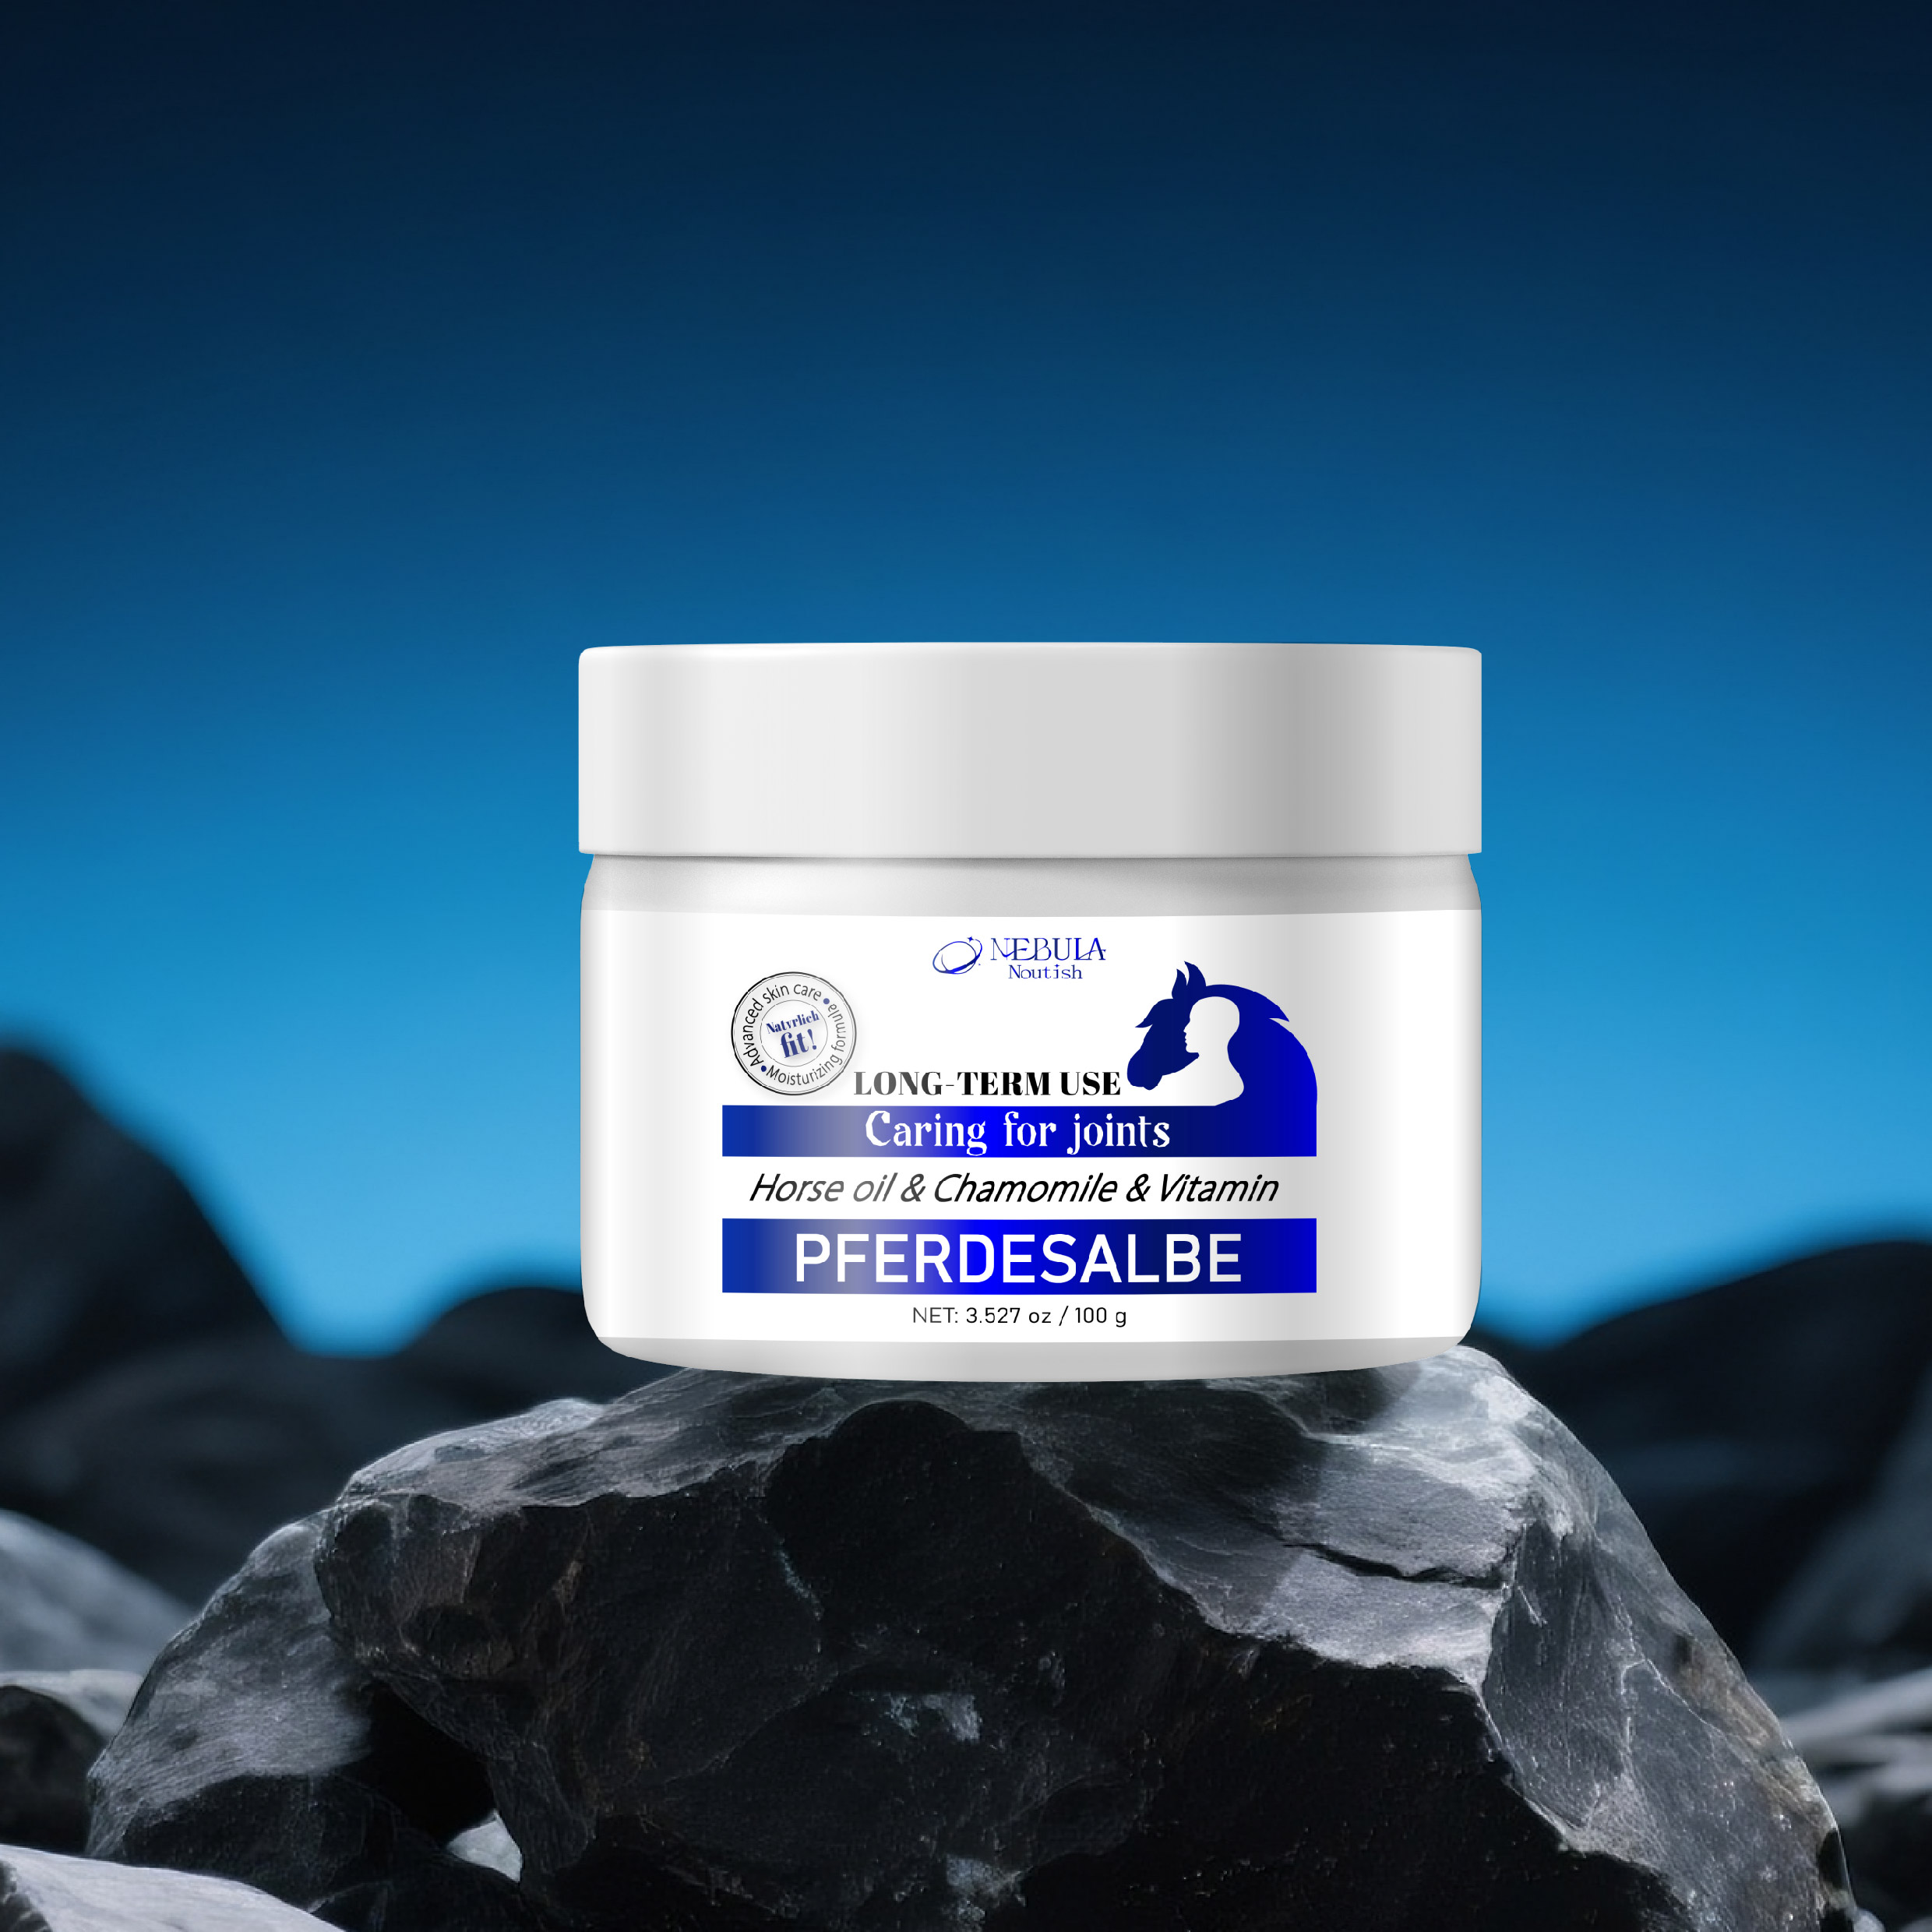 NEBULA
Noutish
Advanced skin care • Moisturizing formula •
Natvrlich
fit!
LONG-TERM USE
Caring for joints
Horse oil & Chamomile & Vitamin
PFERDESALBE
NET: 3.527 oz / 100 g